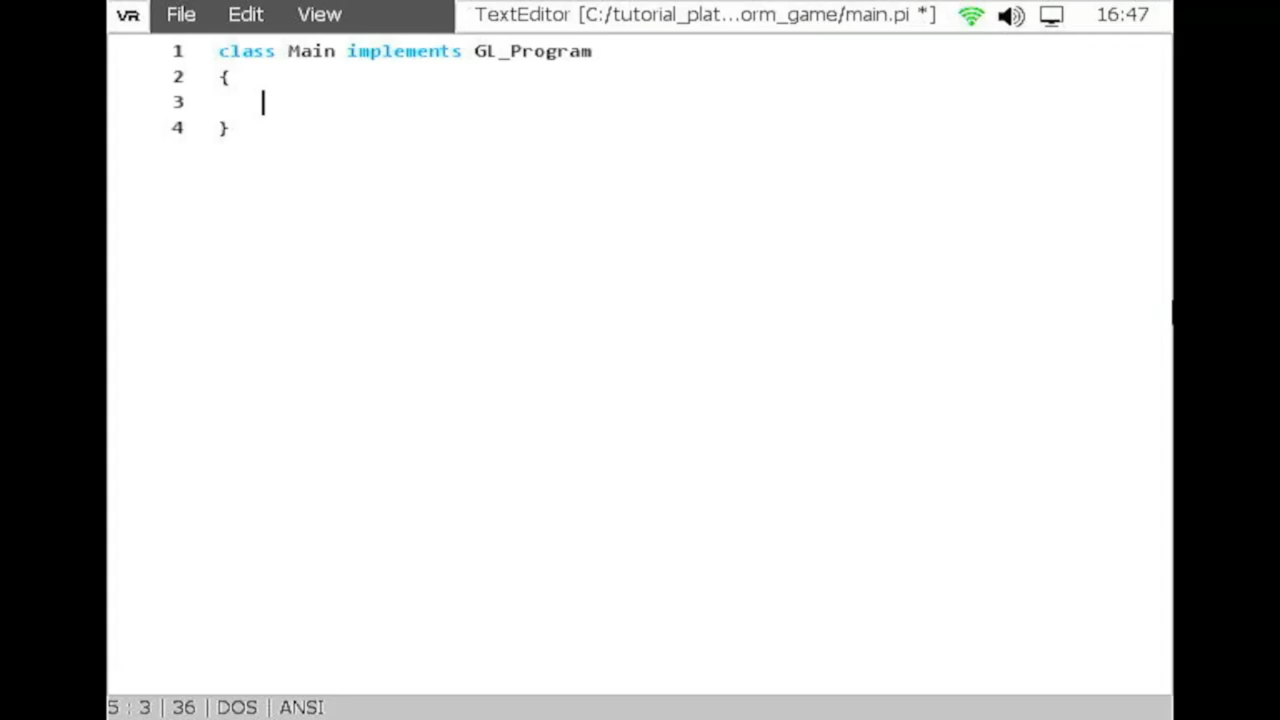 VR File Edit View TextEditor [C:/tutorial_plat...orm_game/main.pi *] 16:47
1 class Main implements GL_Program
2 {
3
4 }
5 : 3 | 36 | DOS | ANSI